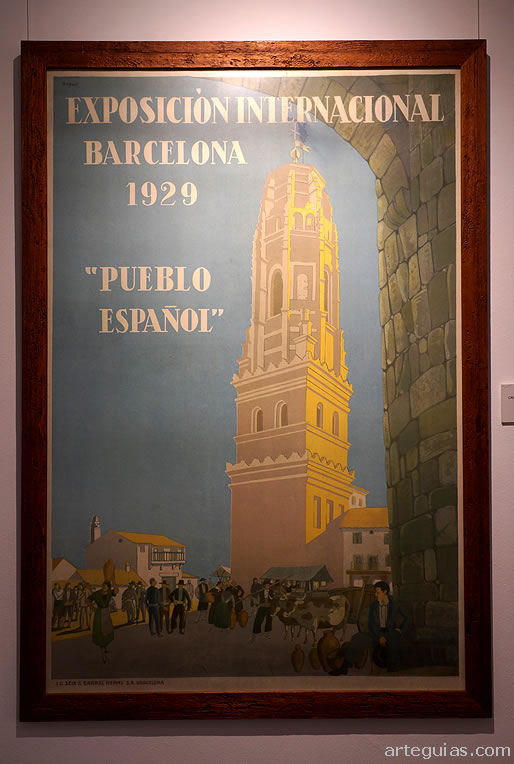 EXPOSICIÓN INTERNACIONAL
BARCELONA
1929
"PUEBLO
ESPAÑOL"
arteguias.com